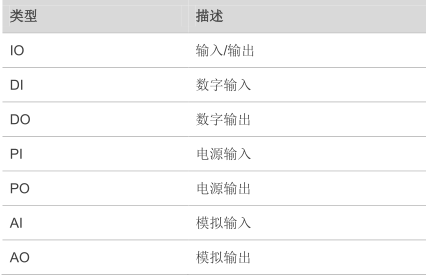 类型 描述
IO 输入/输出
DI 数字输入
DO 数字输出
PI 电源输入
PO 电源输出
AI 模拟输入
AO 模拟输出